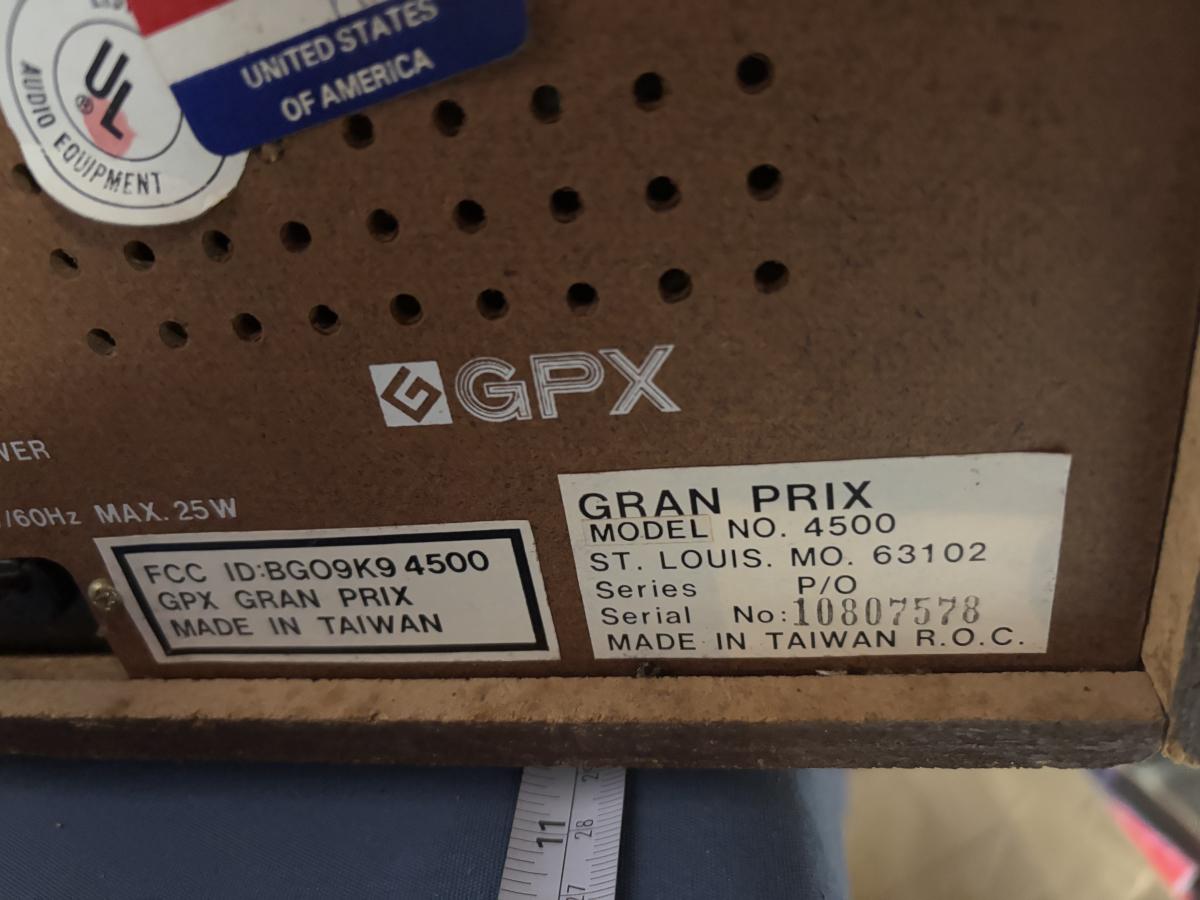 UL
®
AUDIO EQUIPMENT
UNITED STATES
OF AMERICA
G GPX
/60Hz MAX. 25W
FCC ID:BGO9K9 4500
GPX GRAN PRIX
MADE IN TAIWAN
GRAN PRIX
MODEL NO. 4500
ST. LOUIS. MO. 63102
Series P/O
Serial No: 10807578
MADE IN TAIWAN R.O.C.
11
28
27